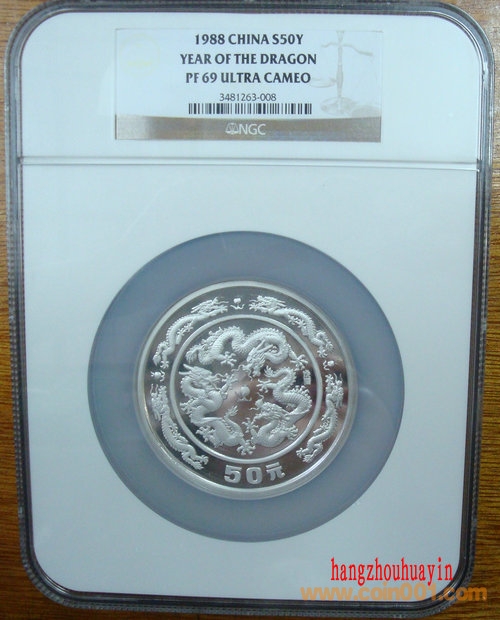 1988 CHINA S50Y
YEAR OF THE DRAGON
PF 69 ULTRA CAMEO
3481263-008
NGC
50元
hangzhouhuayin
www.coin001.com